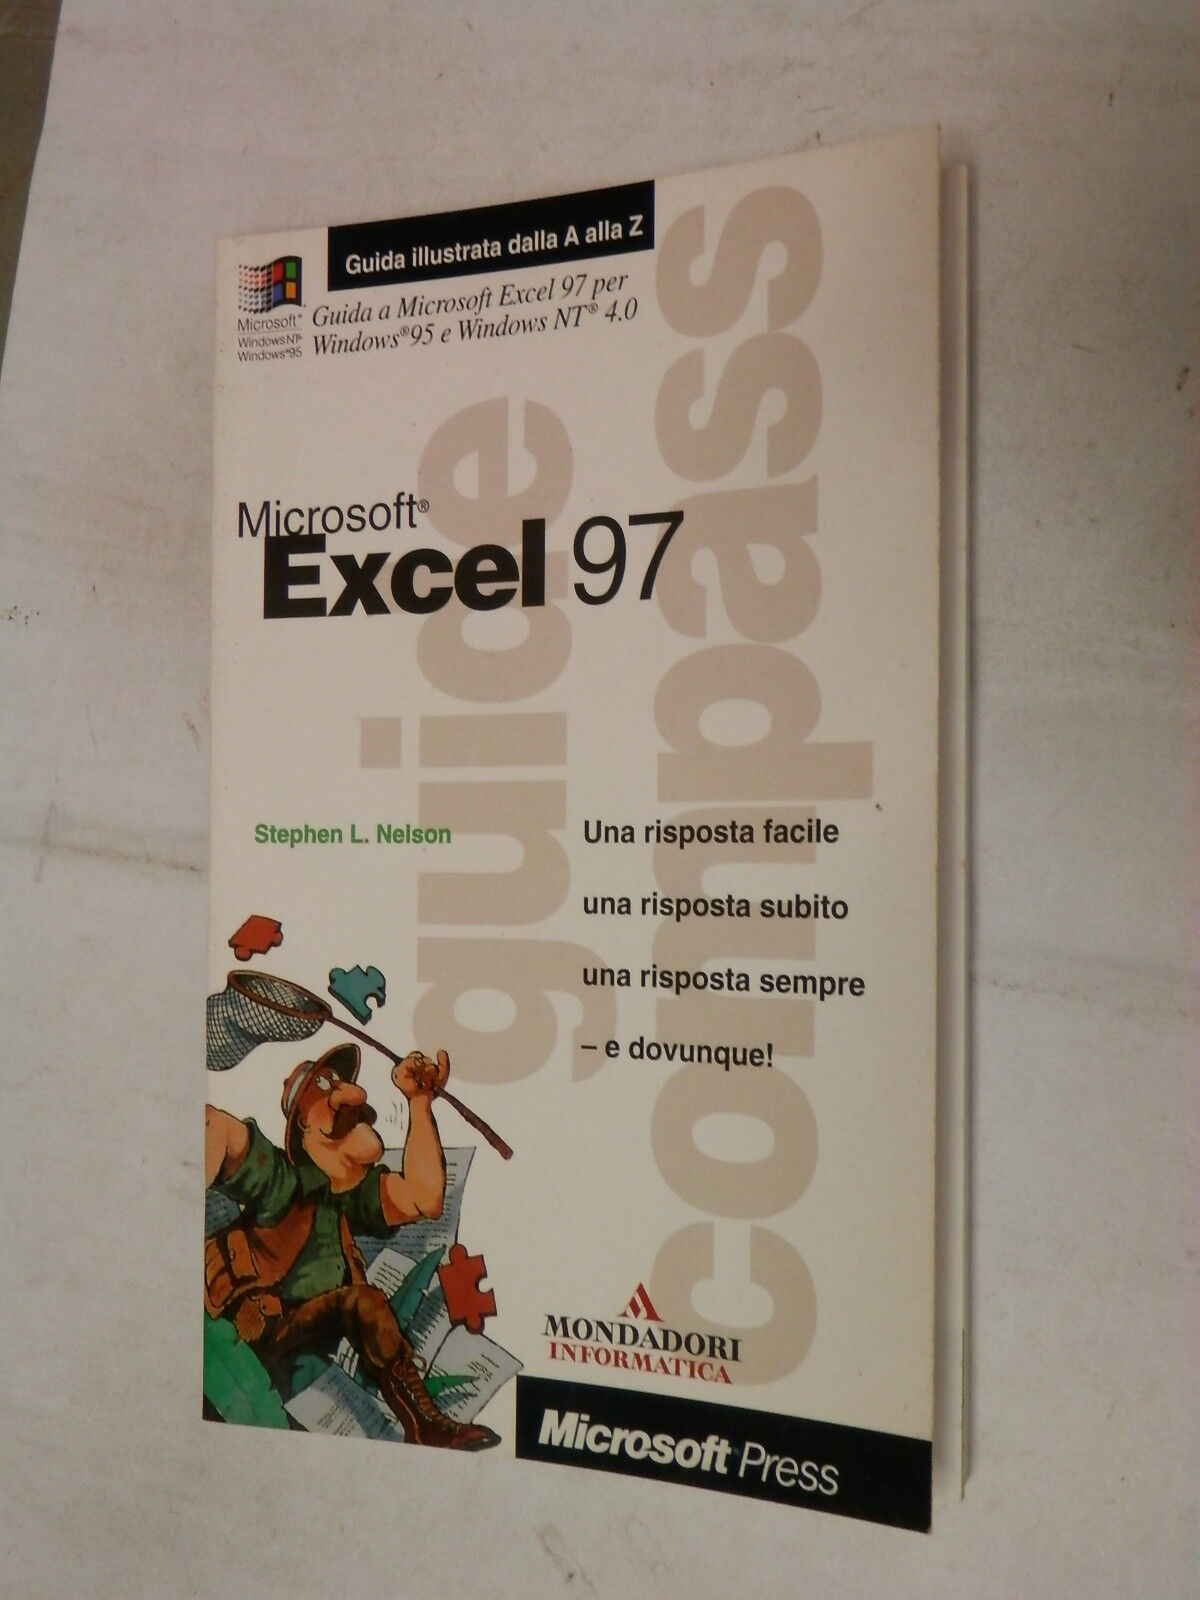 Guida illustrata dalla A alla Z
Microsoft®
Windows NT®
Windows®95
Guida a Microsoft Excel 97 per
Windows®95 e Windows NT® 4.0
guide
compass
Microsoft®
Excel 97
Stephen L. Nelson
Una risposta facile
una risposta subito
una risposta sempre
– e dovunque!
MONDADORI
INFORMATICA
Microsoft Press